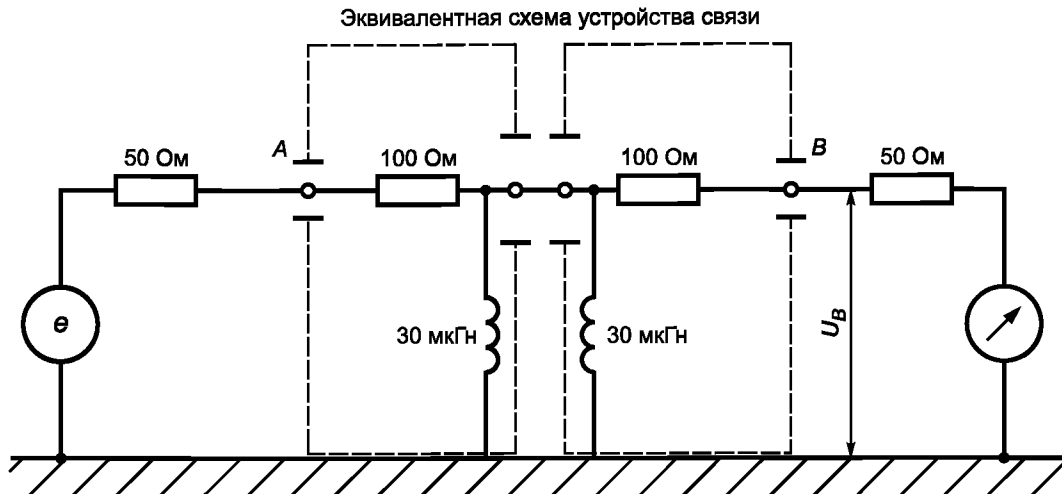 Эквивалентная схема устройства связи
A
B
50 Ом
100 Ом
100 Ом
50 Ом
e
30 мкГн
30 мкГн
U_B